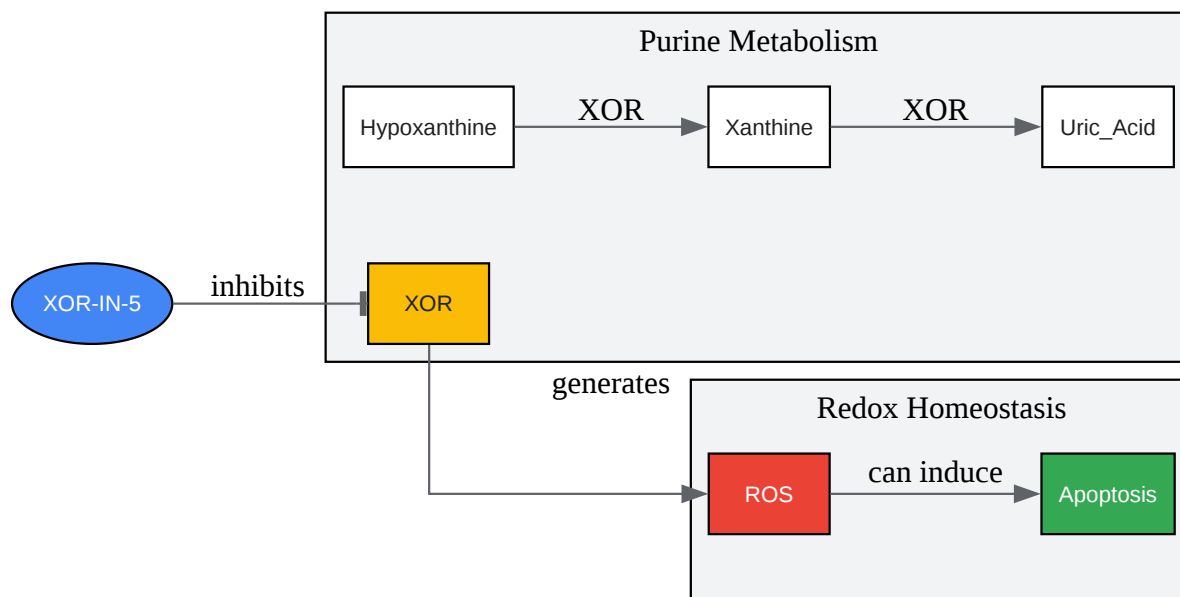 Purine Metabolism
Hypoxanthine
XOR
Xanthine
XOR
Uric_Acid
XOR-IN-5
inhibits
XOR
generates
Redox Homeostasis
ROS
can induce
Apoptosis